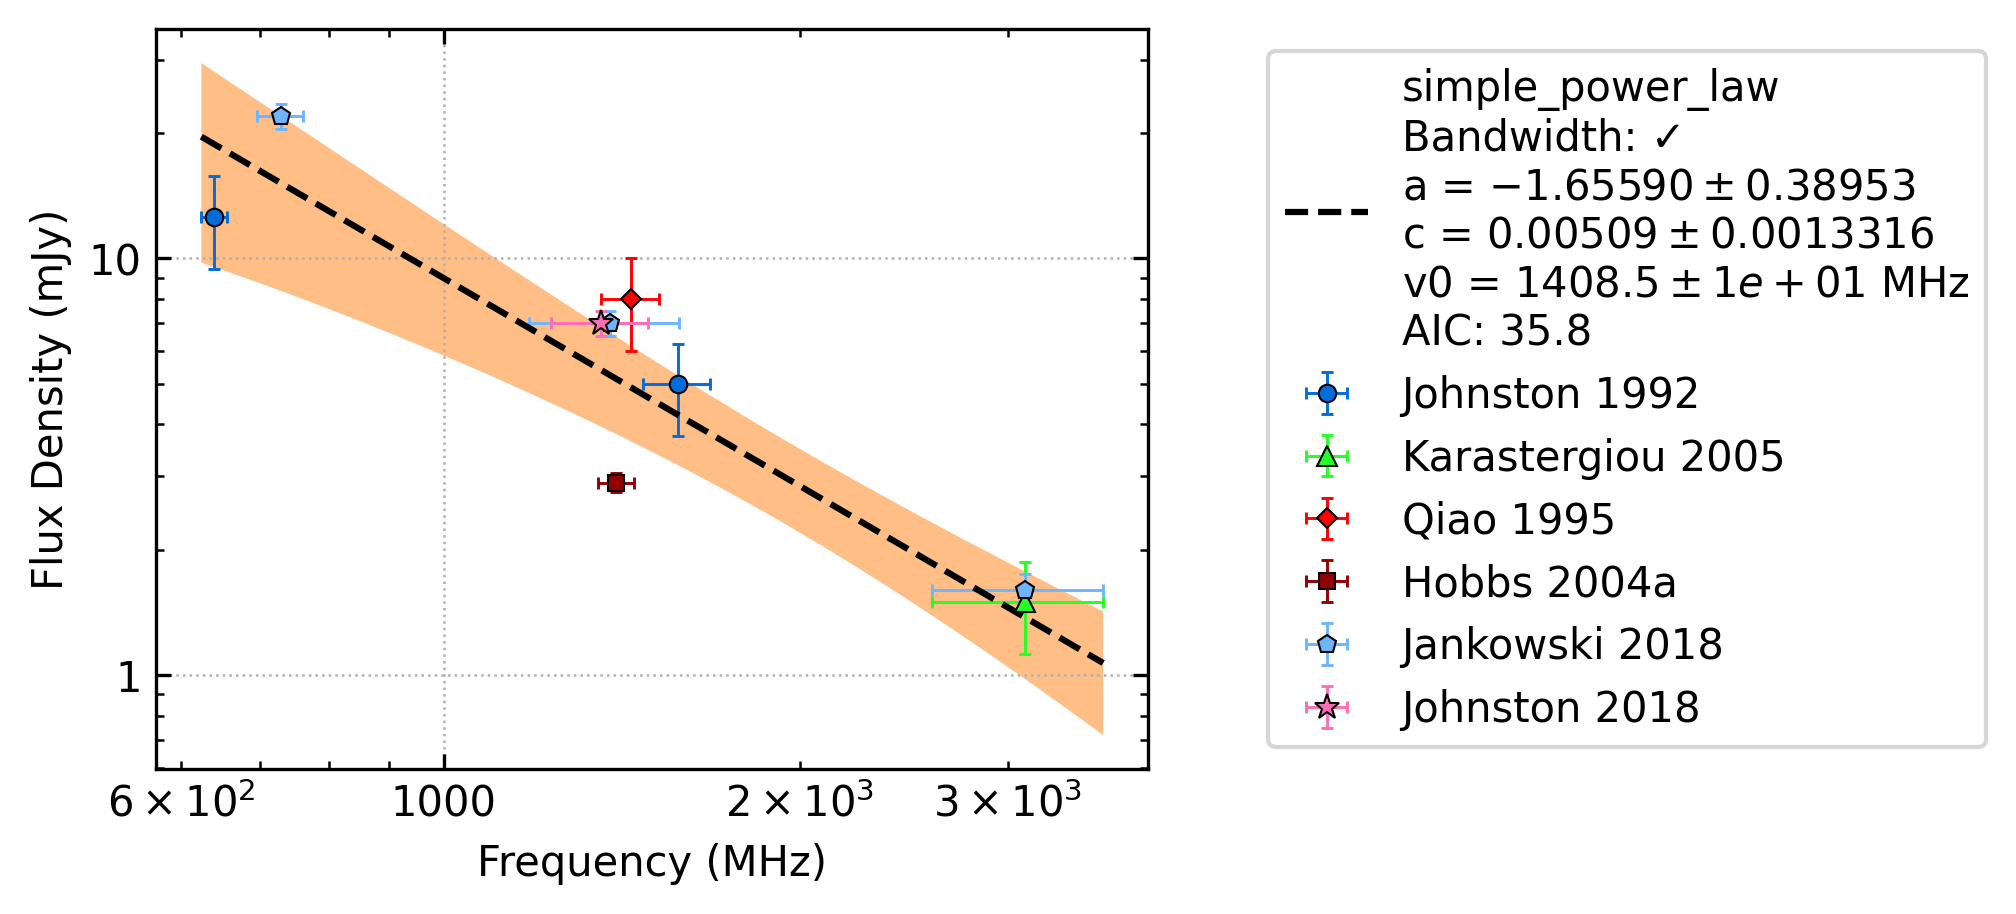 Flux Density (mJy)
10
1
6 × 10²
1000
2 × 10³
3 × 10³
Frequency (MHz)
simple_power_law
Bandwidth: ✓
a = −1.65590 ± 0.38953
c = 0.00509 ± 0.0013316
v0 = 1408.5 ± 1e + 01 MHz
AIC: 35.8
Johnston 1992
Karastergiou 2005
Qiao 1995
Hobbs 2004a
Jankowski 2018
Johnston 2018